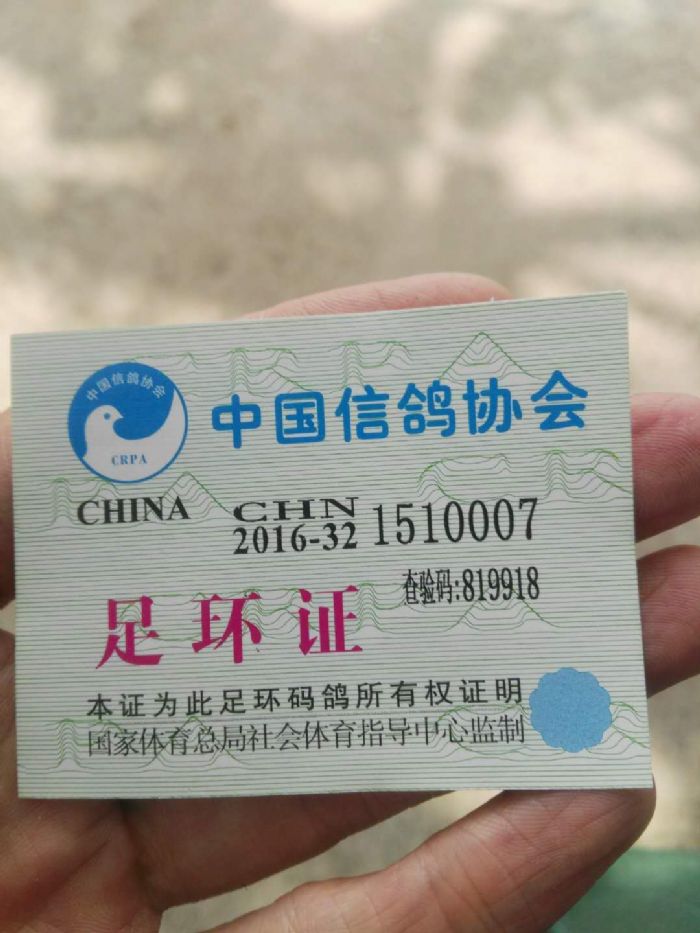 中国信鸽协会
CRPA
中国信鸽协会
CHINA
CHN
2016-32 1510007
查验码:819918
足环证
本证为此足环码鸽所有权证明
国家体育总局社会体育指导中心监制